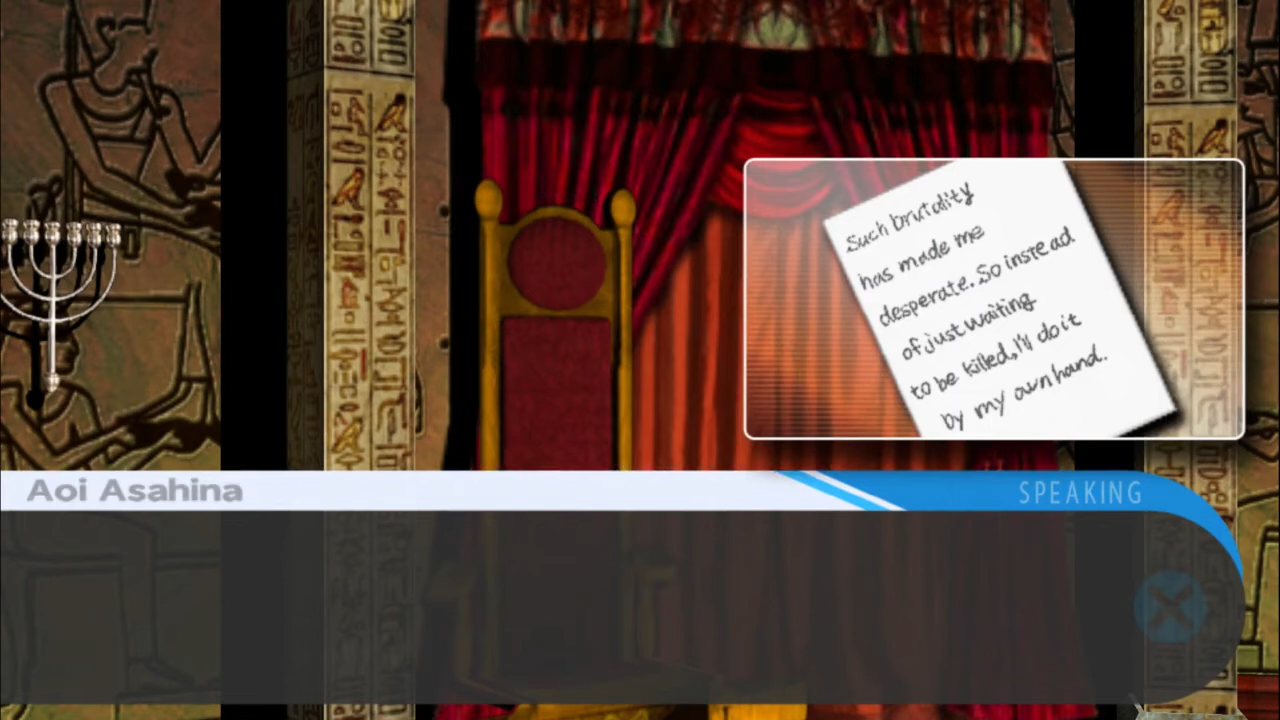 Such brutality
has made me
desperate. So instead
of just waiting
to be killed, I'll do it
by my own hand.
Aoi Asahina
SPEAKING